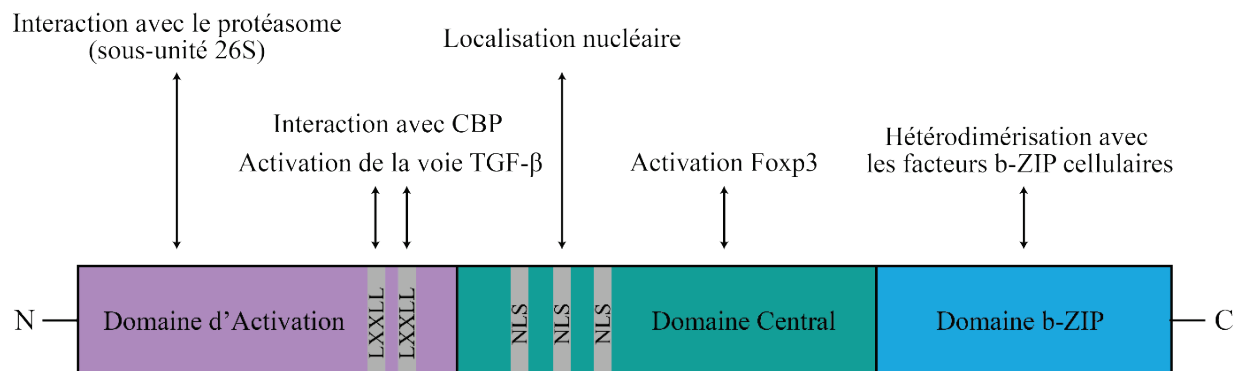 Interaction avec le protéasome
(sous-unité 26S)
Localisation nucléaire
Interaction avec CBP
Activation de la voie TGF-β
Activation Foxp3
Hétérodimérisation avec
les facteurs b-ZIP cellulaires
N
Domaine d'Activation
LXXLL
LXXLL
NLS
NLS
NLS
Domaine Central
Domaine b-ZIP
C